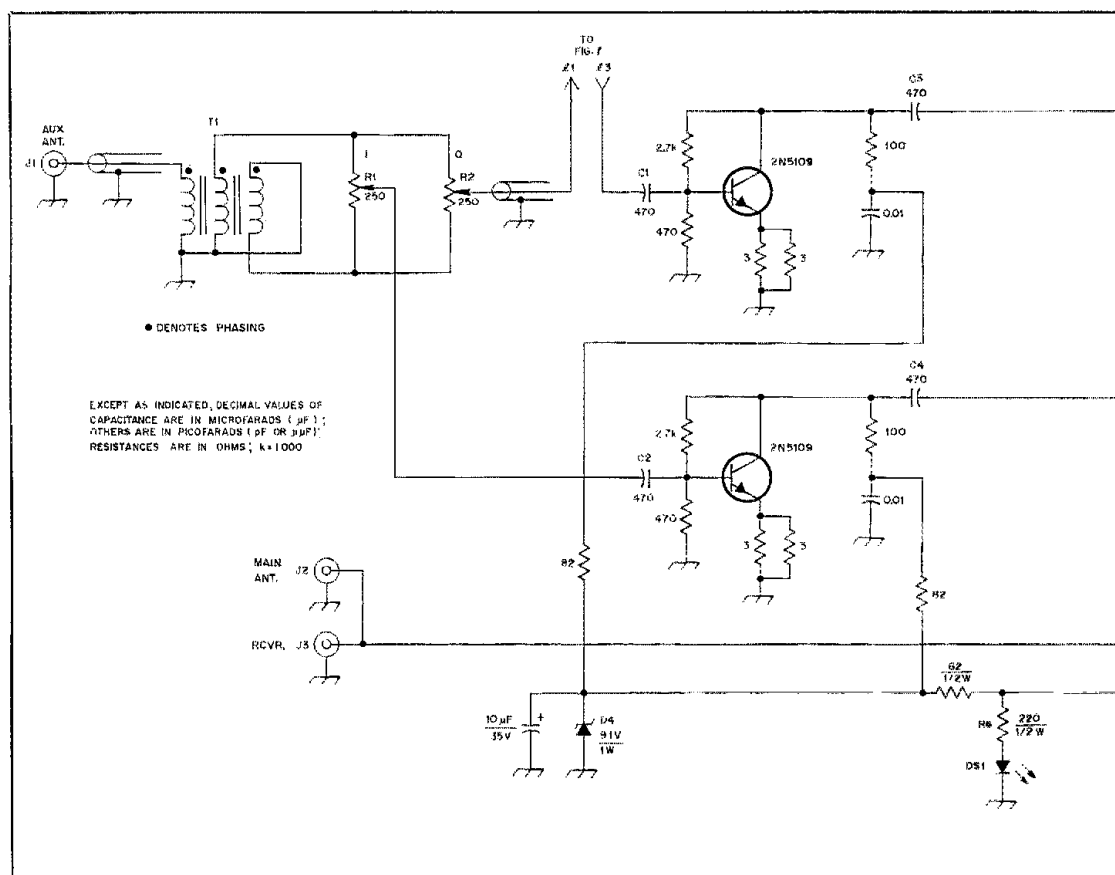 TO
FIG. 7
ℓ1 ℓ3
C3
470
AUX
ANT.
J1
T1
I
R1
250
Q
R2
250
2.7k
100
2N5109
C1
470
470
0.01
3
3
● DENOTES PHASING
C4
470
EXCEPT AS INDICATED, DECIMAL VALUES OF
CAPACITANCE ARE IN MICROFARADS (µF);
OTHERS ARE IN PICOFARADS (pF OR µµF);
RESISTANCES ARE IN OHMS; k=1000
2.7k
100
2N5109
C2
470
470
0.01
3
3
82
MAIN
ANT.
J2
82
RCVR. J3
62
1/2W
10 µF
35V
+
D4
9.1V
1W
R6
220
1/2W
DS1